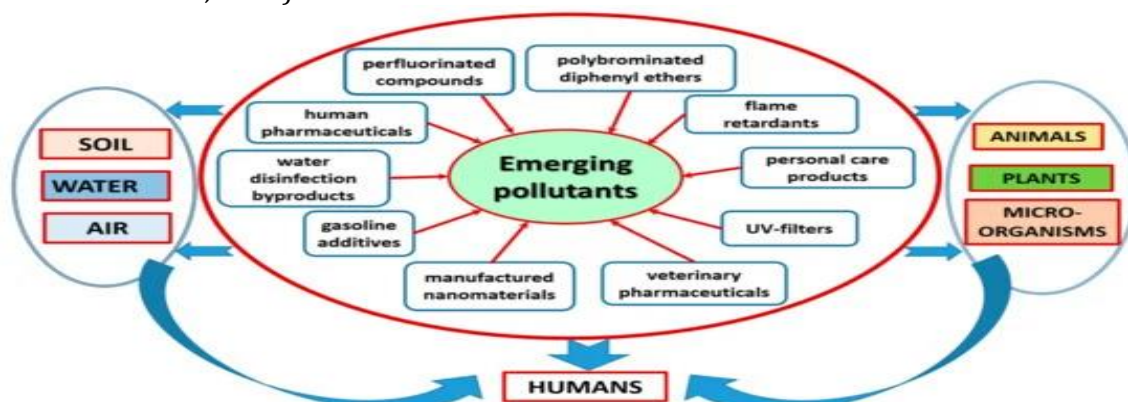 perfluorinated
compounds
polybrominated
diphenyl ethers
human
pharmaceuticals
flame
retardants
SOIL
WATER
AIR
water
disinfection
byproducts
Emerging
pollutants
personal care
products
ANIMALS
PLANTS
MICRO-
ORGANISMS
gasoline
additives
UV-filters
manufactured
nanomaterials
veterinary
pharmaceuticals
HUMANS